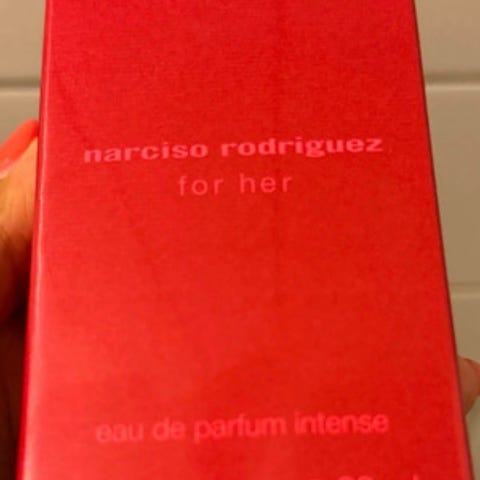 narciso rodriguez
for her
eau de parfum intense